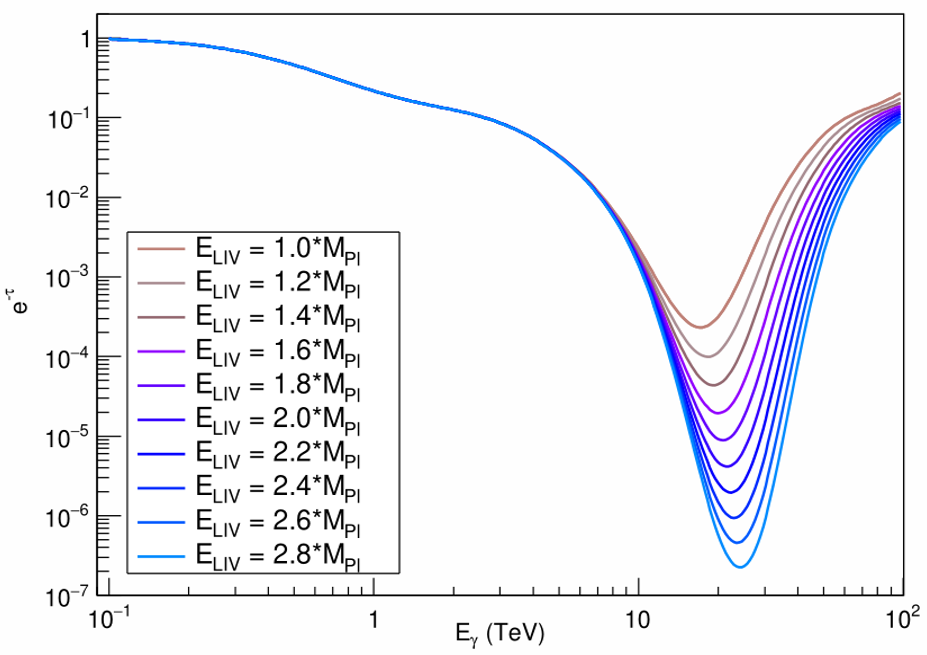 1
10⁻¹
10⁻²
10⁻³
10⁻⁴
10⁻⁵
10⁻⁶
10⁻⁷
e^-τ
E_LIV = 1.0*M_Pl
E_LIV = 1.2*M_Pl
E_LIV = 1.4*M_Pl
E_LIV = 1.6*M_Pl
E_LIV = 1.8*M_Pl
E_LIV = 2.0*M_Pl
E_LIV = 2.2*M_Pl
E_LIV = 2.4*M_Pl
E_LIV = 2.6*M_Pl
E_LIV = 2.8*M_Pl
10⁻¹ 1 10 10²
E_γ (TeV)